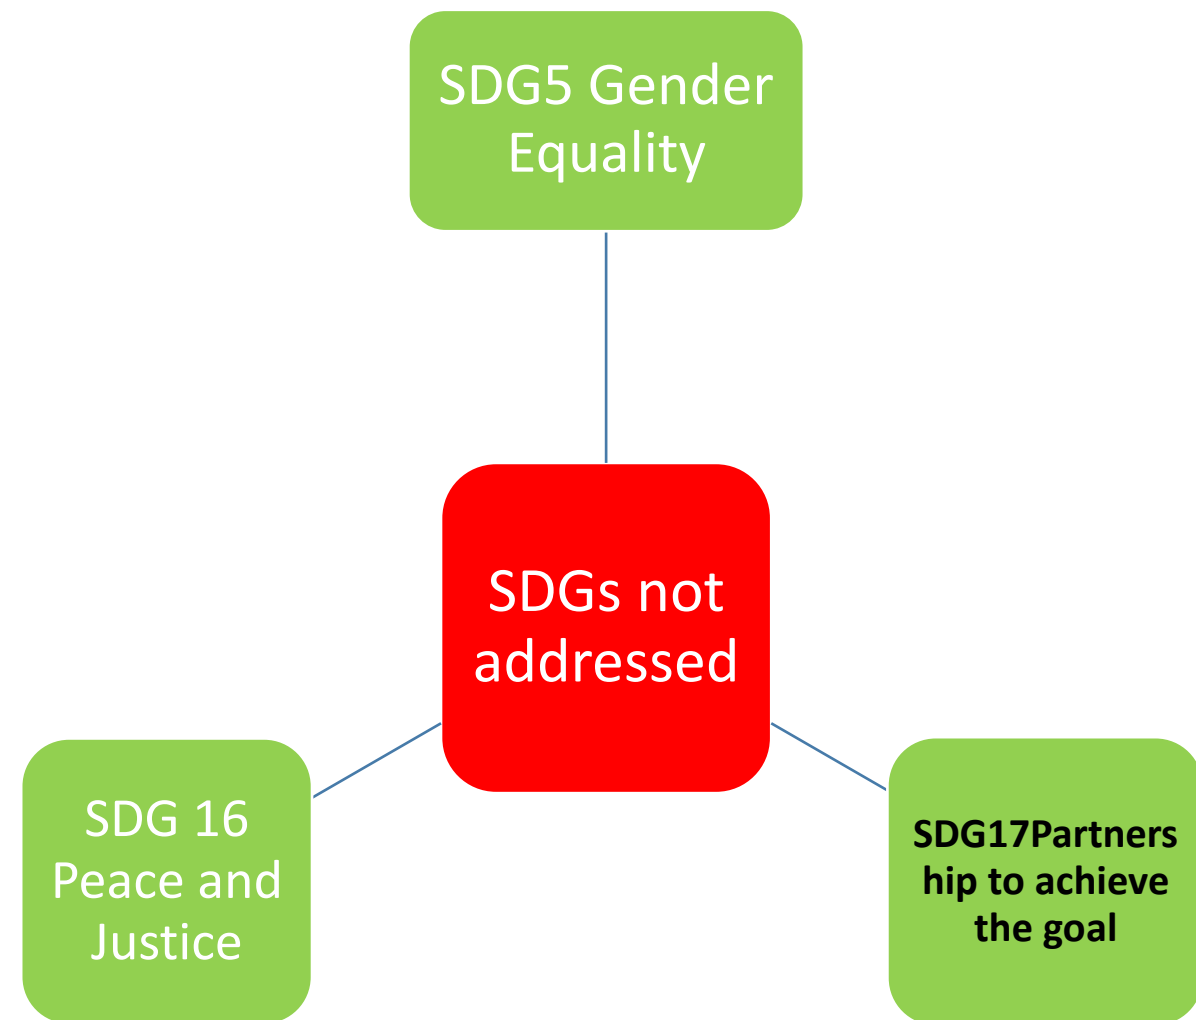 SDG5 Gender
Equality
SDGs not
addressed
SDG 16
Peace and
Justice
SDG17Partners
hip to achieve
the goal